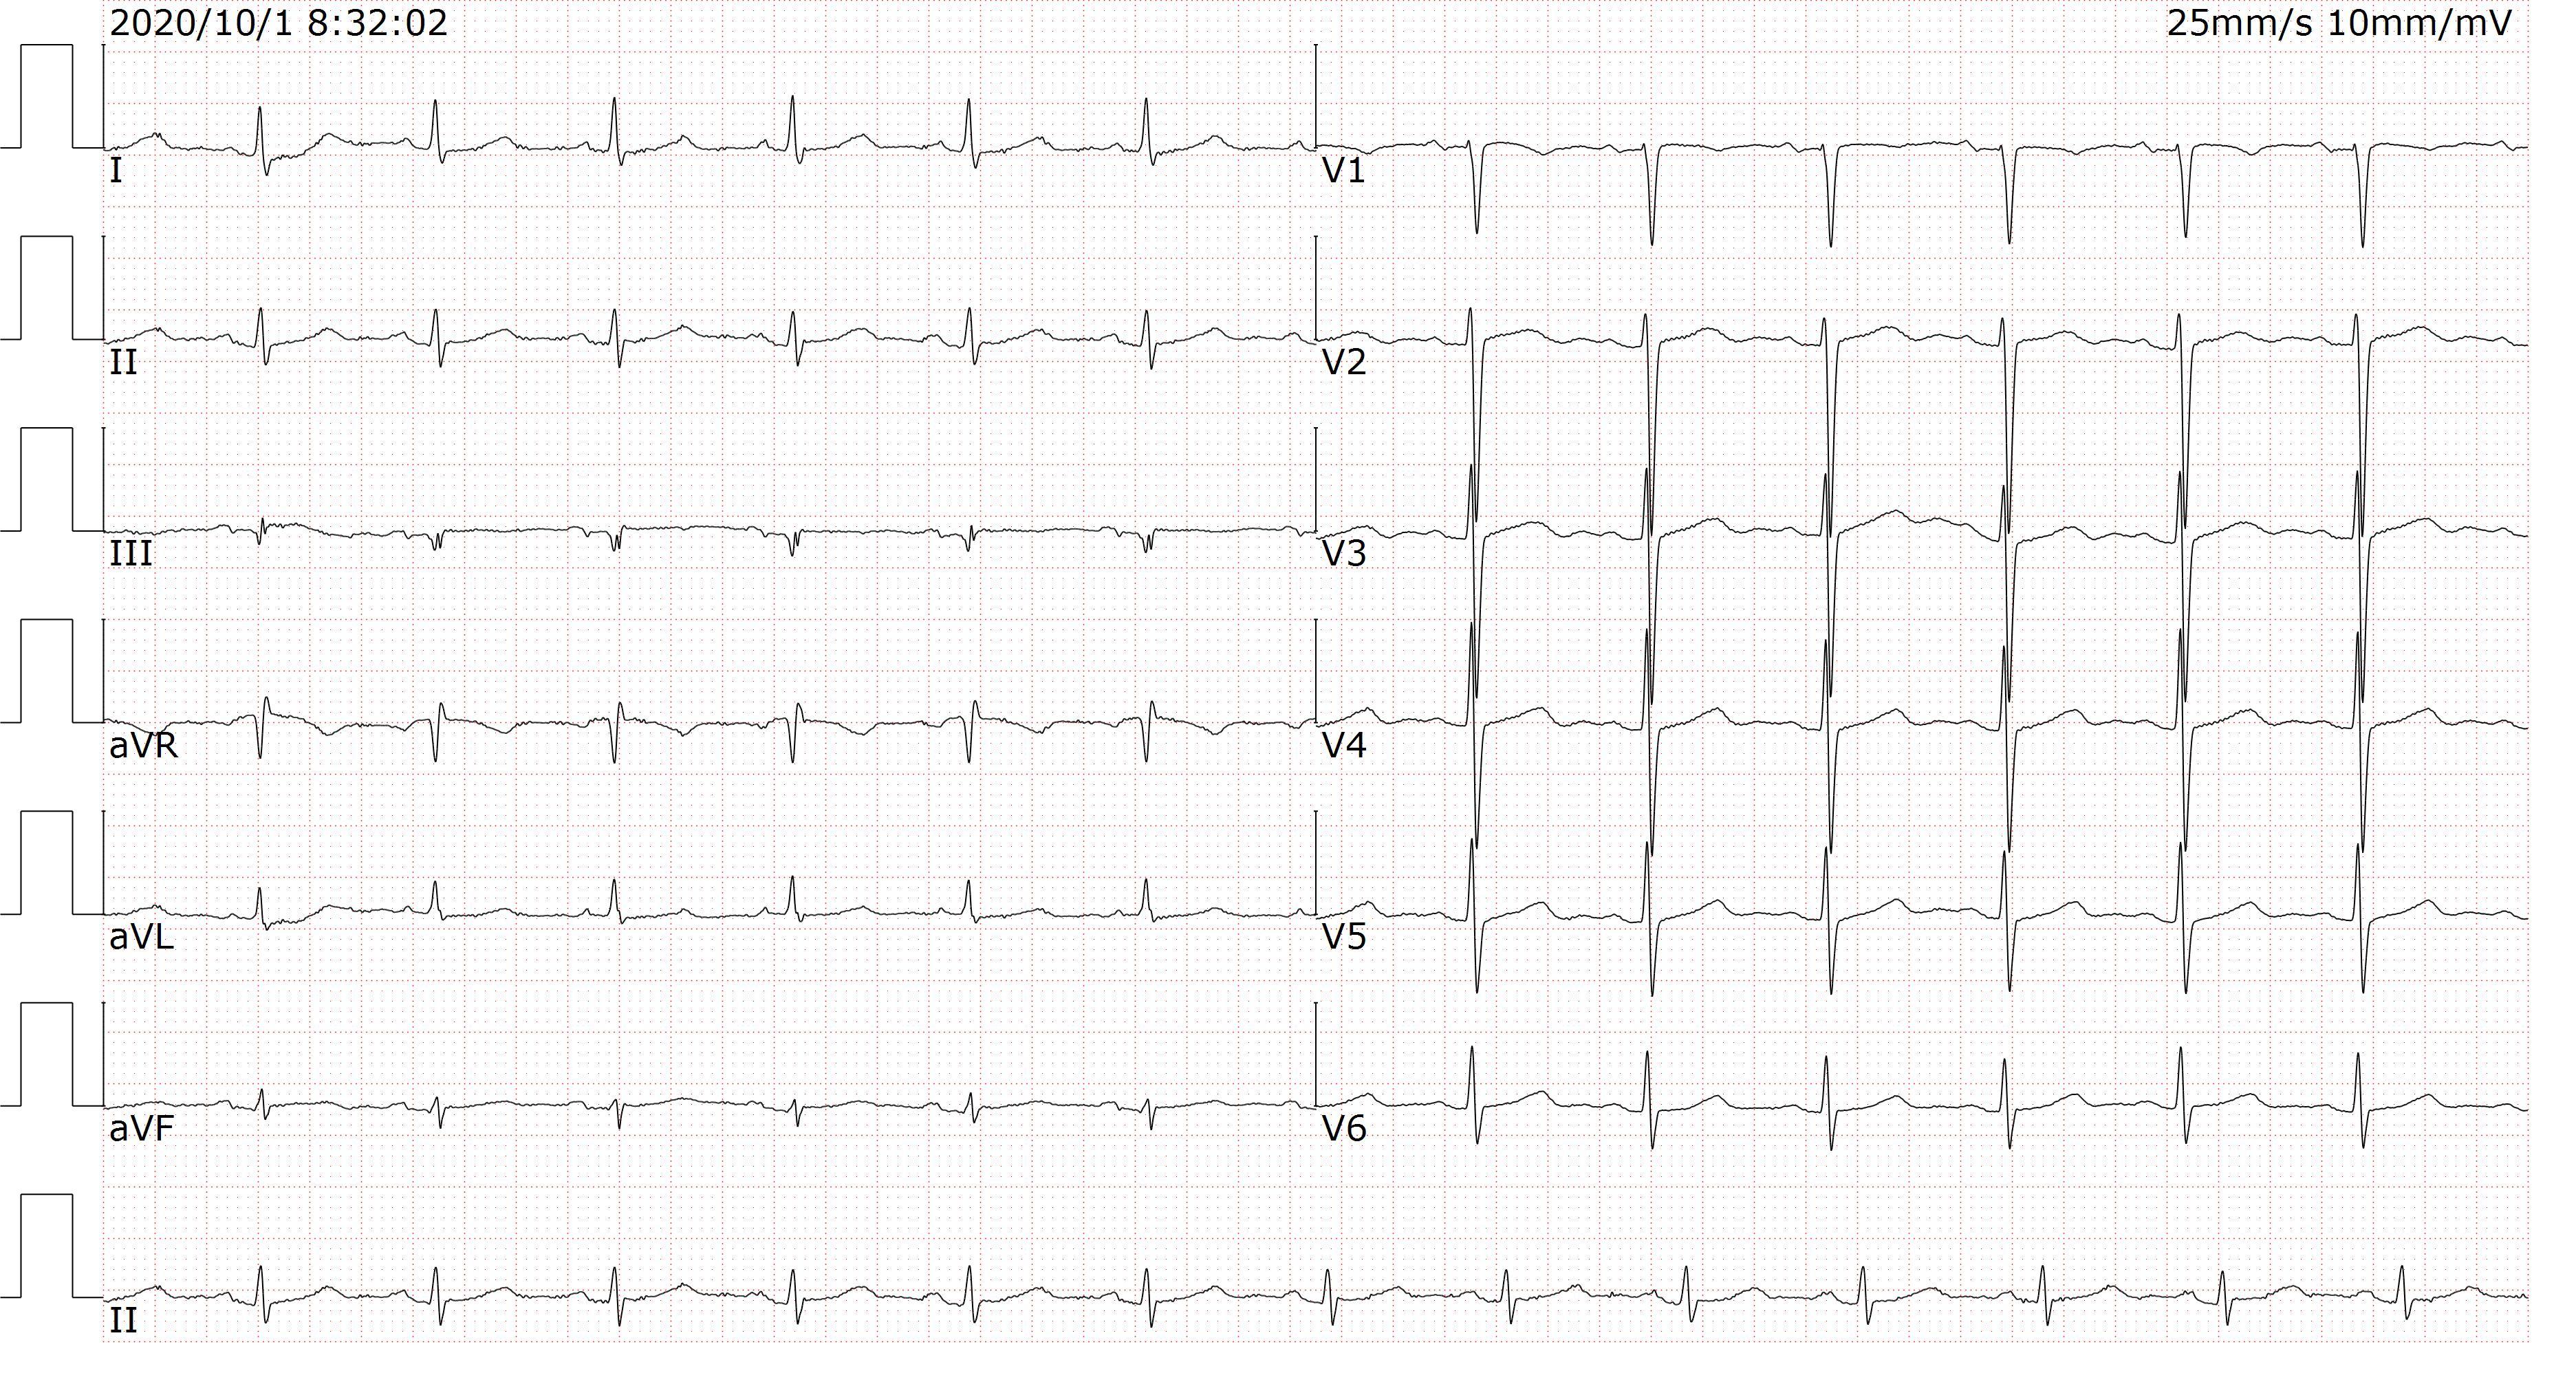 2020/10/1 8:32:02
25mm/s 10mm/mV
I
V1
II
V2
III
V3
aVR
V4
aVL
V5
aVF
V6
II